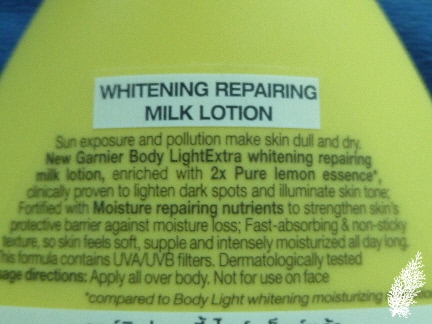 WHITENING REPAIRING
MILK LOTION
Sun exposure and pollution make skin dull and dry.
New Garnier Body LightExtra whitening repairing
milk lotion, enriched with 2x Pure lemon essence*,
clinically proven to lighten dark spots and illuminate skin tone;
Fortified with Moisture repairing nutrients to strengthen skin's
protective barrier against moisture loss; Fast-absorbing & non-sticky
texture, so skin feels soft, supple and intensely moisturized all day long.
This formula contains UVA/UVB filters. Dermatologically tested
sage directions: Apply all over body. Not for use on face
*compared to Body Light whitening moisturizing